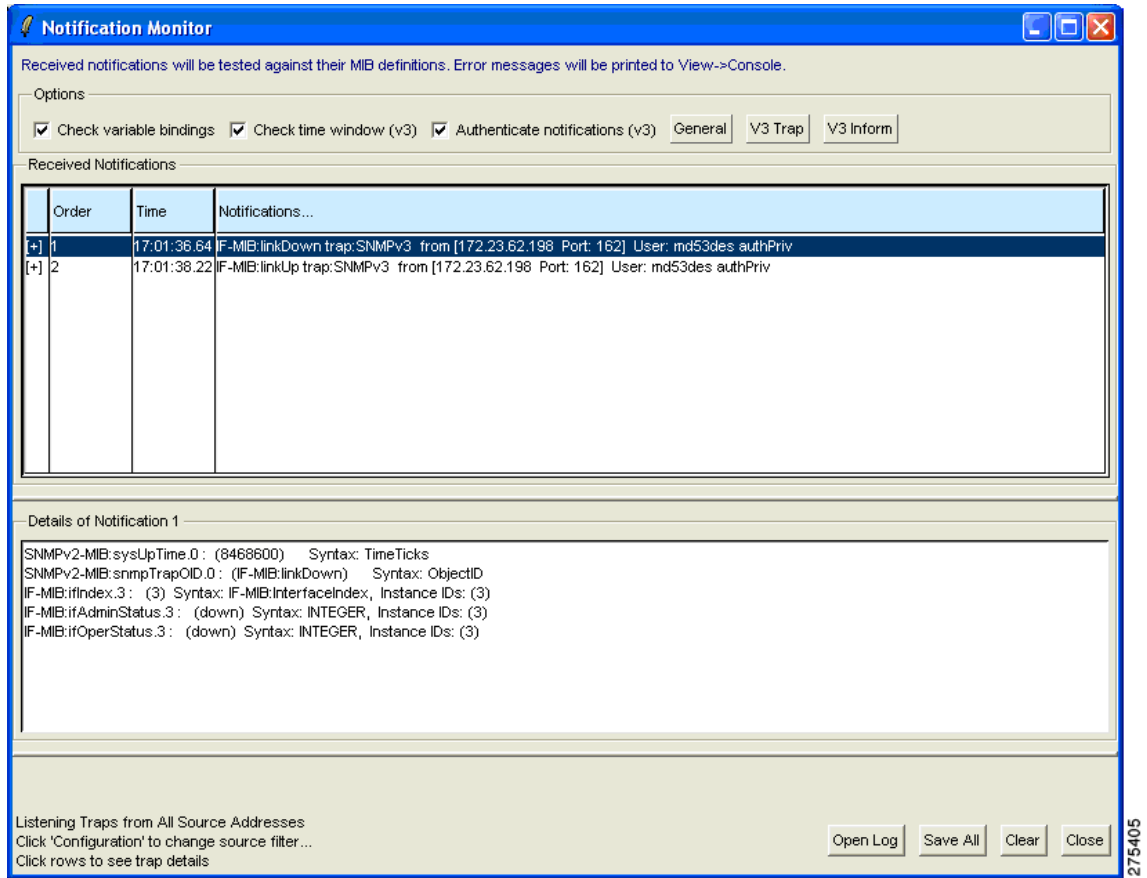 Notification Monitor
Received notifications will be tested against their MIB definitions. Error messages will be printed to View->Console.
Options
Check variable bindings Check time window (v3) Authenticate notifications (v3) General V3 Trap V3 Inform
Received Notifications
Order Time Notifications...
[+] 1 17:01:36.64 IF-MIB:linkDown trap:SNMPv3 from [172.23.62.198 Port: 162] User: md53des authPriv
[+] 2 17:01:38.22 IF-MIB:linkUp trap:SNMPv3 from [172.23.62.198 Port: 162] User: md53des authPriv
Details of Notification 1
SNMPv2-MIB:sysUpTime.0 : (8468600) Syntax: TimeTicks
SNMPv2-MIB:snmpTrapOID.0 : (IF-MIB:linkDown) Syntax: ObjectID
IF-MIB:ifIndex.3 : (3) Syntax: IF-MIB:InterfaceIndex, Instance IDs: (3)
IF-MIB:ifAdminStatus.3 : (down) Syntax: INTEGER, Instance IDs: (3)
IF-MIB:ifOperStatus.3 : (down) Syntax: INTEGER, Instance IDs: (3)
Listening Traps from All Source Addresses
Click 'Configuration' to change source filter...
Click rows to see trap details
Open Log Save All Clear Close
275405